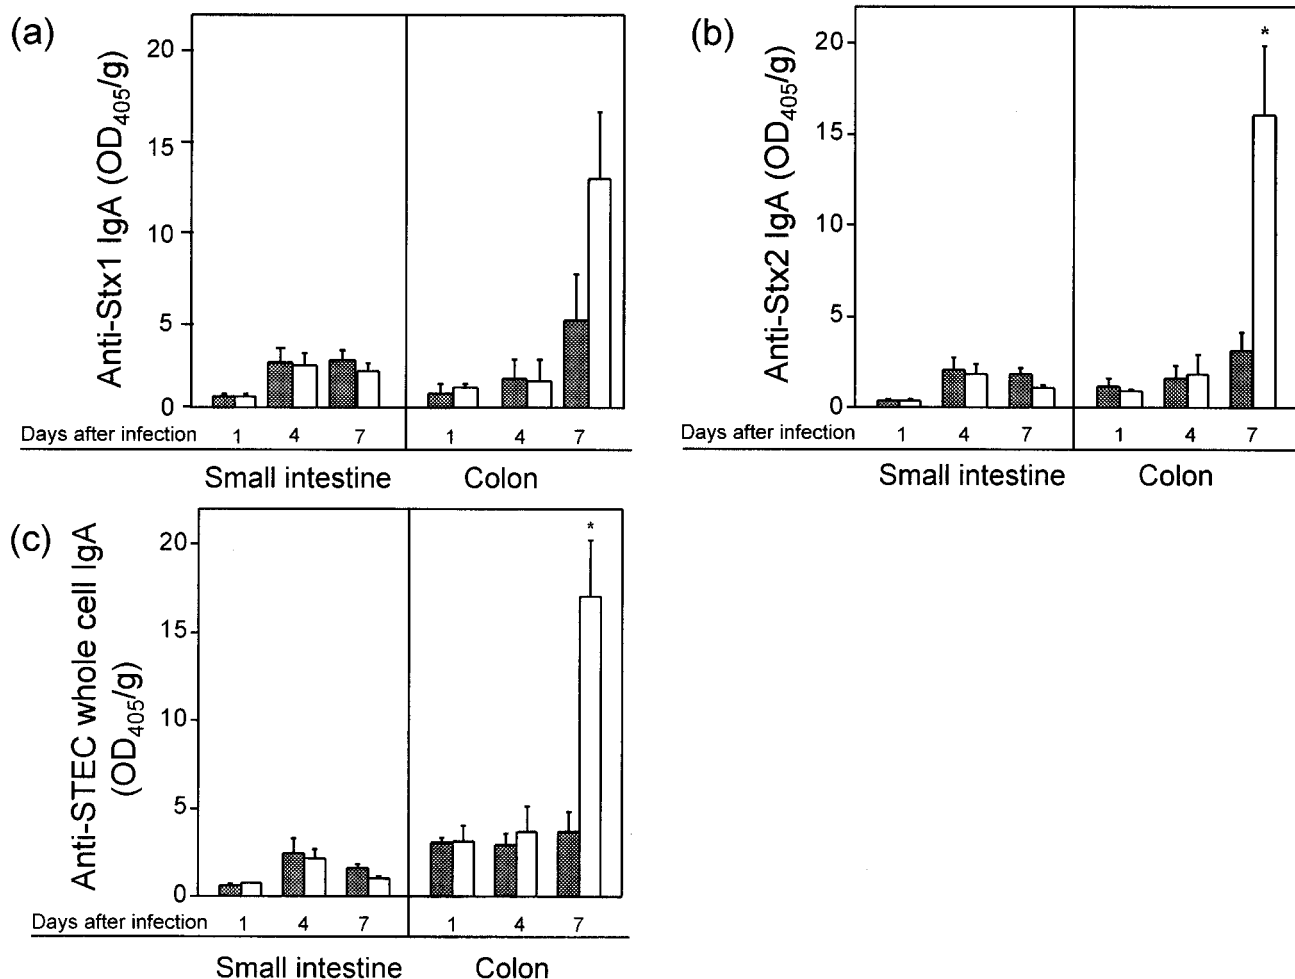 (a)
Anti-Stx1 IgA (OD405/g)
20
15
10
5
0
Days after infection 1 4 7 1 4 7
Small intestine Colon
(b)
Anti-Stx2 IgA (OD405/g)
20
15
10
5
0
*
Days after infection 1 4 7 1 4 7
Small intestine Colon
(c)
Anti-STEC whole cell IgA
(OD405/g)
20
15
10
5
0
*
Days after infection 1 4 7 1 4 7
Small intestine Colon